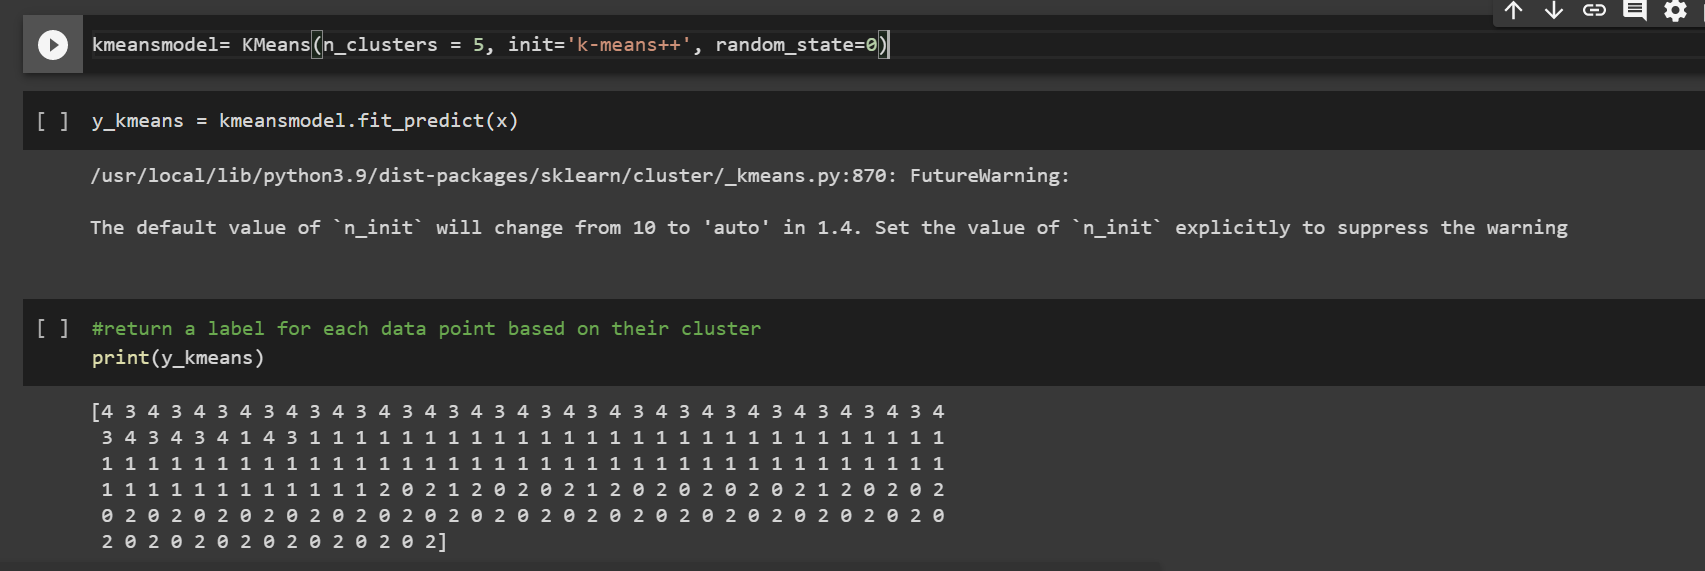 kmeansmodel= KMeans(n_clusters = 5, init='k-means++', random_state=0)
[ ] y_kmeans = kmeansmodel.fit_predict(x)
/usr/local/lib/python3.9/dist-packages/sklearn/cluster/_kmeans.py:870: FutureWarning:
The default value of `n_init` will change from 10 to 'auto' in 1.4. Set the value of `n_init` explicitly to suppress the warning
[ ] #return a label for each data point based on their cluster
print(y_kmeans)
[4 3 4 3 4 3 4 3 4 3 4 3 4 3 4 3 4 3 4 3 4 3 4 3 4 3 4 3 4 3 4 3 4 3 4 3 4
3 4 3 4 3 4 1 4 3 1 1 1 1 1 1 1 1 1 1 1 1 1 1 1 1 1 1 1 1 1 1 1 1 1 1 1 1
1 1 1 1 1 1 1 1 1 1 1 1 1 1 1 1 1 1 1 1 1 1 1 1 1 1 1 1 1 1 1 1 1 1 1 1 1
1 1 1 1 1 1 1 1 1 1 1 1 2 0 2 1 2 0 2 0 2 1 2 0 2 0 2 0 2 0 2 1 2 0 2 0 2
0 2 0 2 0 2 0 2 0 2 0 2 0 2 0 2 0 2 0 2 0 2 0 2 0 2 0 2 0 2 0 2 0 2 0 2 0
2 0 2 0 2 0 2 0 2 0 2 0 2 0 2]